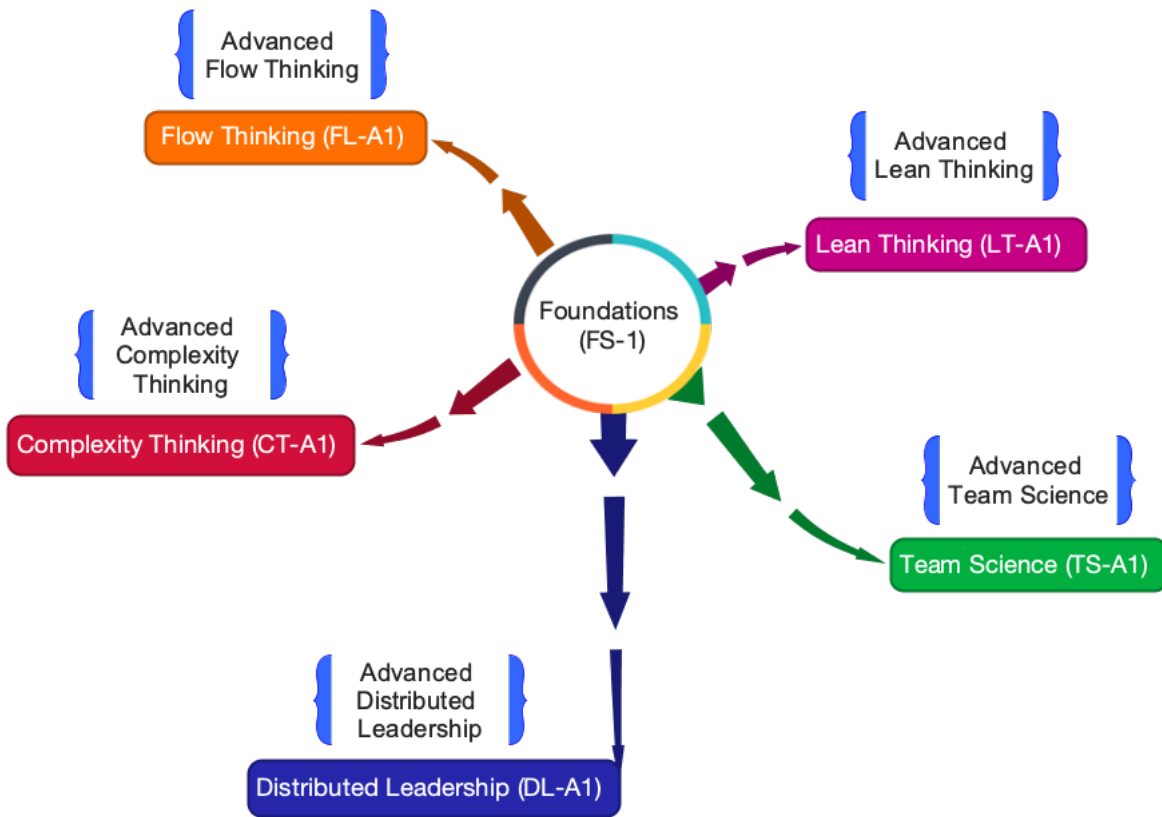 Advanced
Flow Thinking
Flow Thinking (FL-A1)
Advanced
Lean Thinking
Lean Thinking (LT-A1)
Foundations
(FS-1)
Advanced
Complexity
Thinking
Complexity Thinking (CT-A1)
Advanced
Team Science
Team Science (TS-A1)
Advanced
Distributed
Leadership
Distributed Leadership (DL-A1)